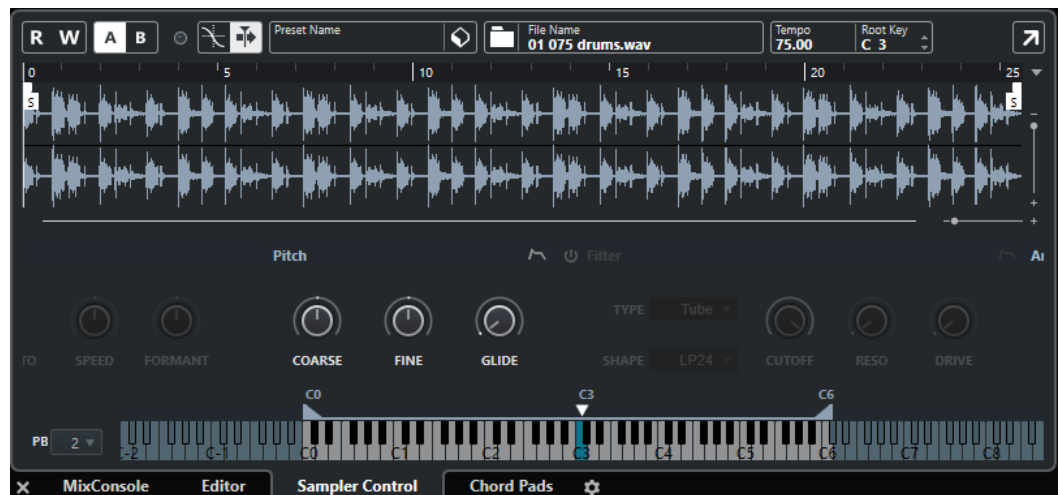 R W A B Preset Name File Name 01 075 drums.wav Tempo 75.00 Root Key C 3
0 5 10 15 20 25
S S
Pitch Filter
TYPE Tube
TO SPEED FORMANT COARSE FINE GLIDE SHAPE LP24 CUTOFF RESO DRIVE
C0 C3 C6
PB 2 C-2 C-1 C0 C1 C2 C3 C4 C5 C6 C7 C8
MixConsole Editor Sampler Control Chord Pads